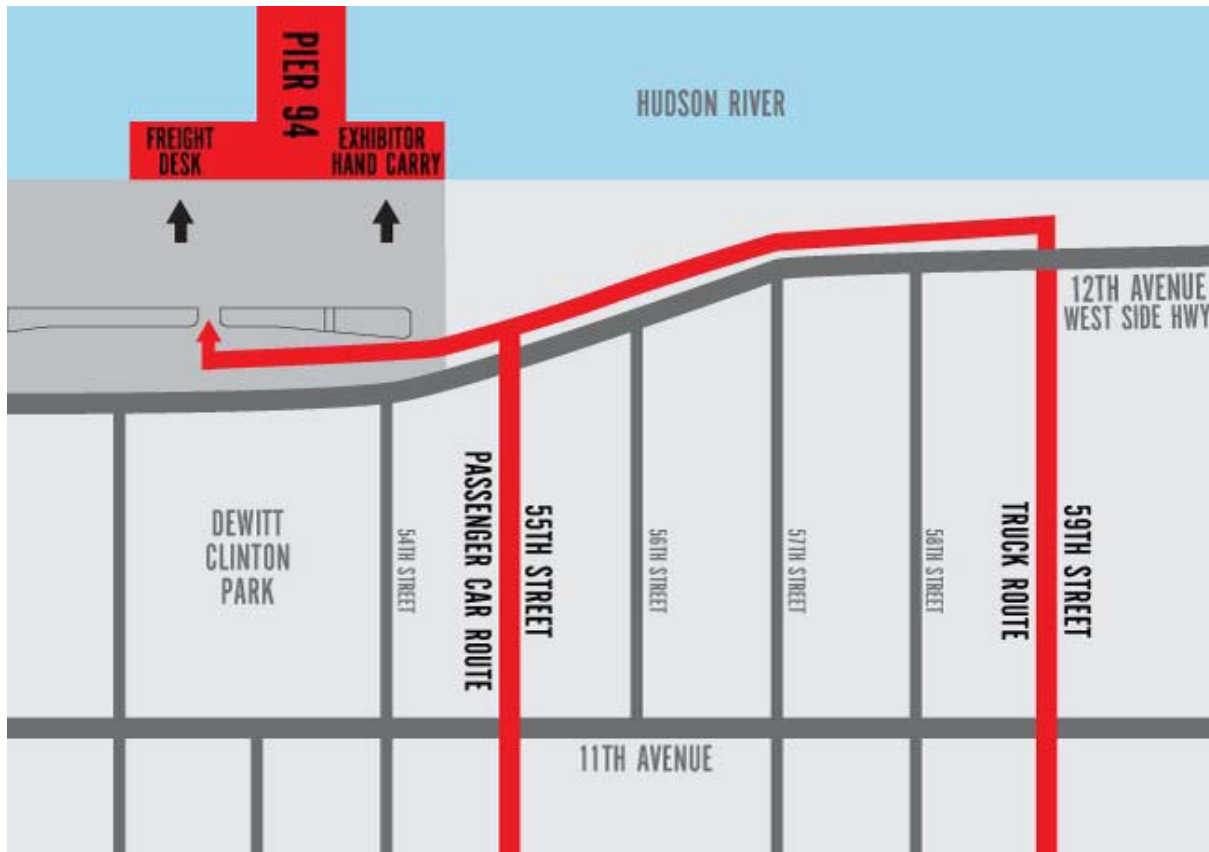 PIER 94
FREIGHT
DESK
EXHIBITOR
HAND CARRY
HUDSON RIVER
12TH AVENUE
WEST SIDE HWY
DEWITT
CLINTON
PARK
54TH STREET
PASSENGER CAR ROUTE
55TH STREET
56TH STREET
57TH STREET
58TH STREET
TRUCK ROUTE
59TH STREET
11TH AVENUE